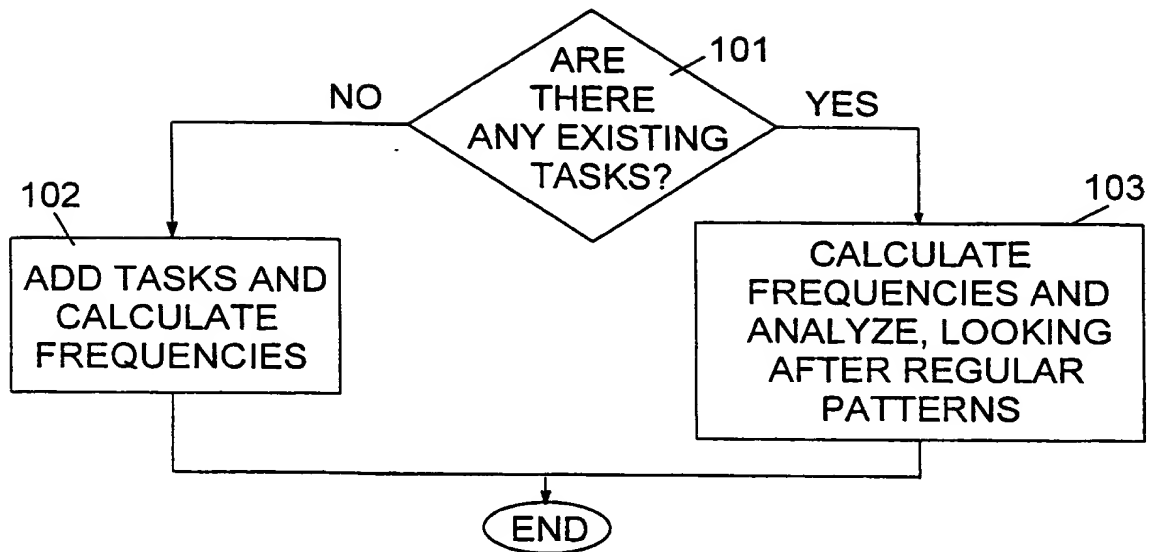 101
ARE
THERE
ANY EXISTING
TASKS?
NO
YES
102
ADD TASKS AND
CALCULATE
FREQUENCIES
103
CALCULATE
FREQUENCIES AND
ANALYZE, LOOKING
AFTER REGULAR
PATTERNS
END